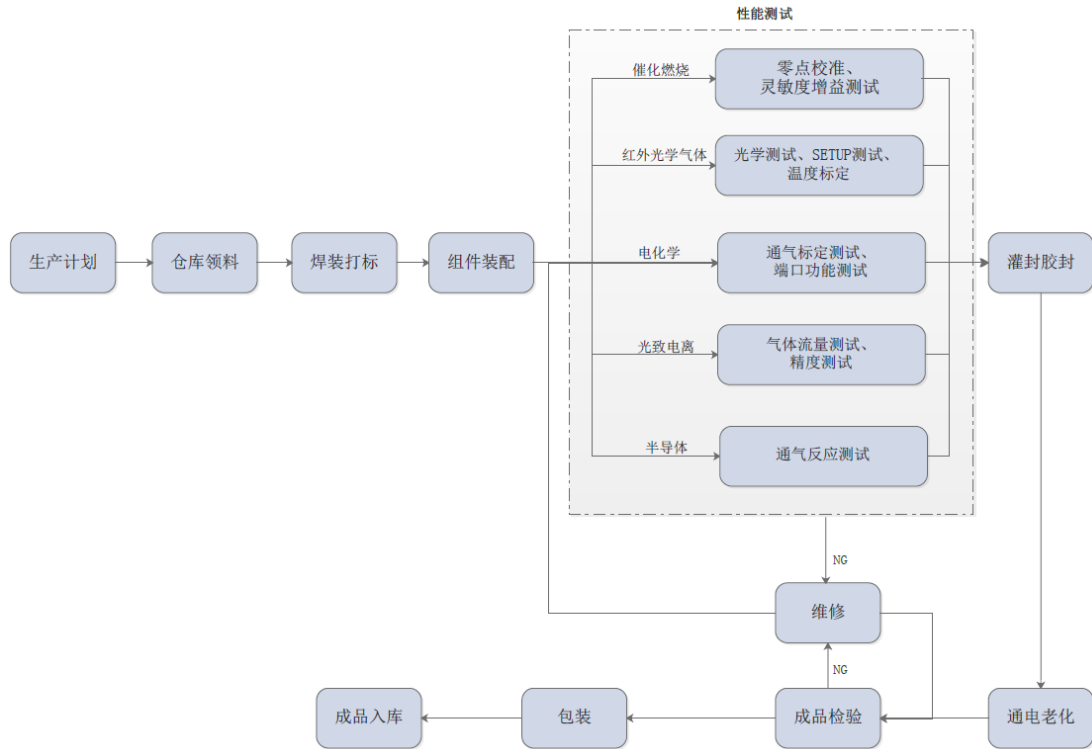 性能测试
催化燃烧
零点校准、
灵敏度增益测试
红外光学气体
光学测试、SETUP测试、
温度标定
生产计划
仓库领料
焊装打标
组件装配
电化学
通气标定测试、
端口功能测试
灌封胶封
光致电离
气体流量测试、
精度测试
半导体
通气反应测试
NG
维修
NG
成品入库
包装
成品检验
通电老化